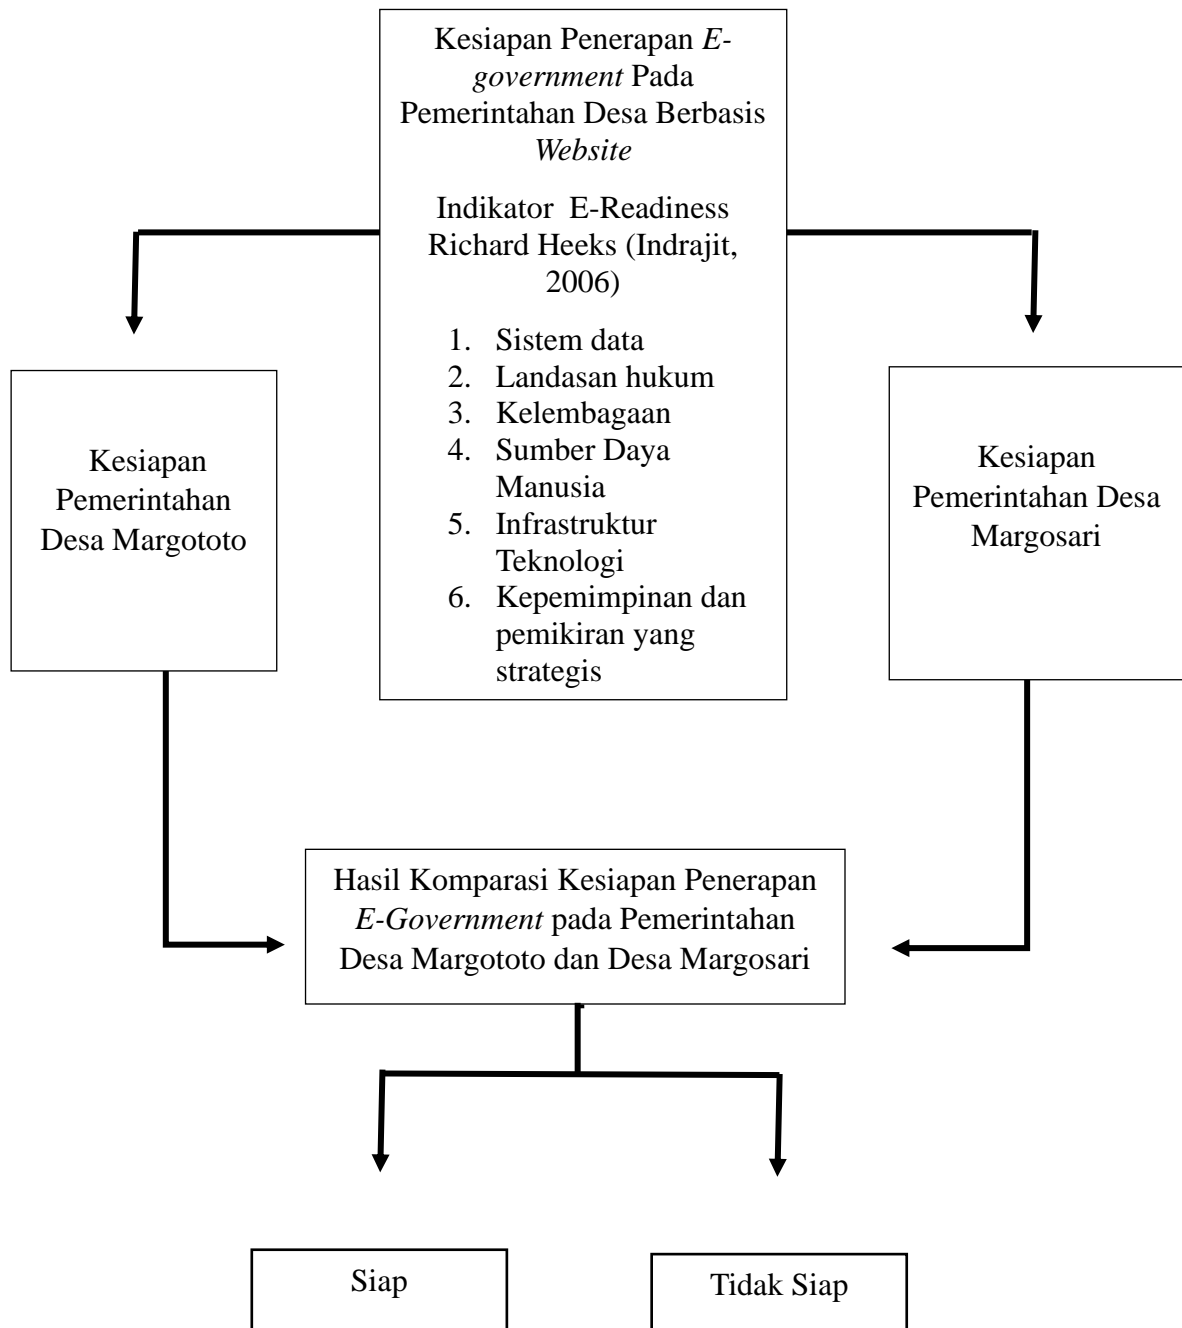 Kesiapan Penerapan E-
government Pada
Pemerintahan Desa Berbasis
Website
Indikator E-Readiness
Richard Heeks (Indrajit,
2006)
1. Sistem data
2. Landasan hukum
3. Kelembagaan
4. Sumber Daya
Manusia
5. Infrastruktur
Teknologi
6. Kepemimpinan dan
pemikiran yang
strategis
Kesiapan
Pemerintahan
Desa Margototo
Kesiapan
Pemerintahan Desa
Margosari
Hasil Komparasi Kesiapan Penerapan
E-Government pada Pemerintahan
Desa Margototo dan Desa Margosari
Siap
Tidak Siap